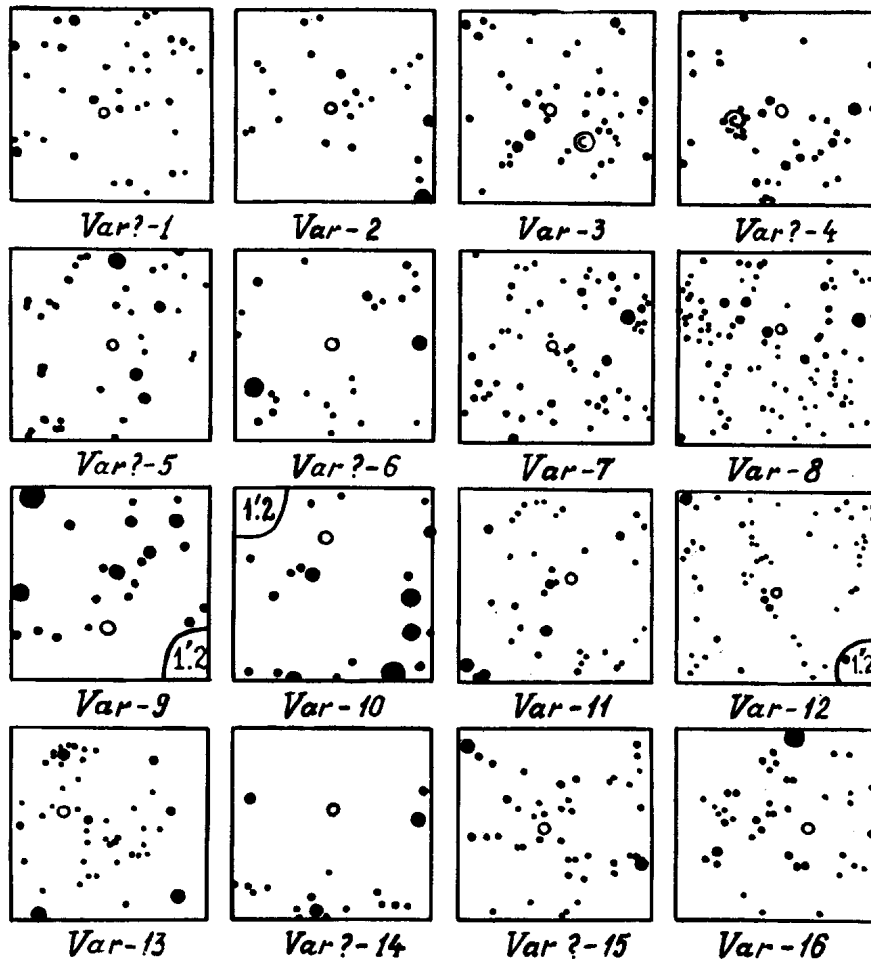 Var?-1 Var-2 Var-3 Var?-4
Var?-5 Var?-6 Var-7 Var-8
1'.2 1'.2 1'.2
Var-9 Var-10 Var-11 Var-12
Var-13 Var?-14 Var?-15 Var-16